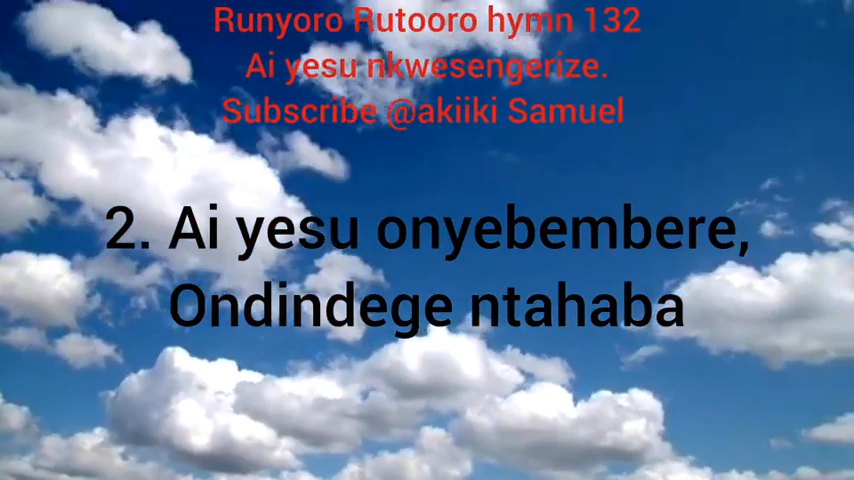 Runyoro Rutooro hymn 132
Ai yesu nkwesengerize.
Subscribe @akiiki Samuel
2. Ai yesu onyebembere,
Ondindege ntahaba